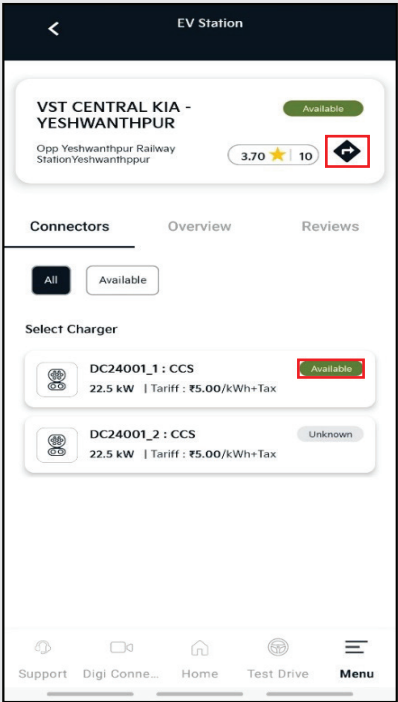 EV Station
VST CENTRAL KIA -
YESHWANTHPUR
Available
Opp Yeshwanthpur Railway
StationYeshwanthppur
3.70 10
Connectors Overview Reviews
All Available
Select Charger
DC24001_1 : CCS Available
22.5 kW | Tariff : ₹5.00/kWh+Tax
DC24001_2 : CCS Unknown
22.5 kW | Tariff : ₹5.00/kWh+Tax
Support Digi Conne... Home Test Drive Menu